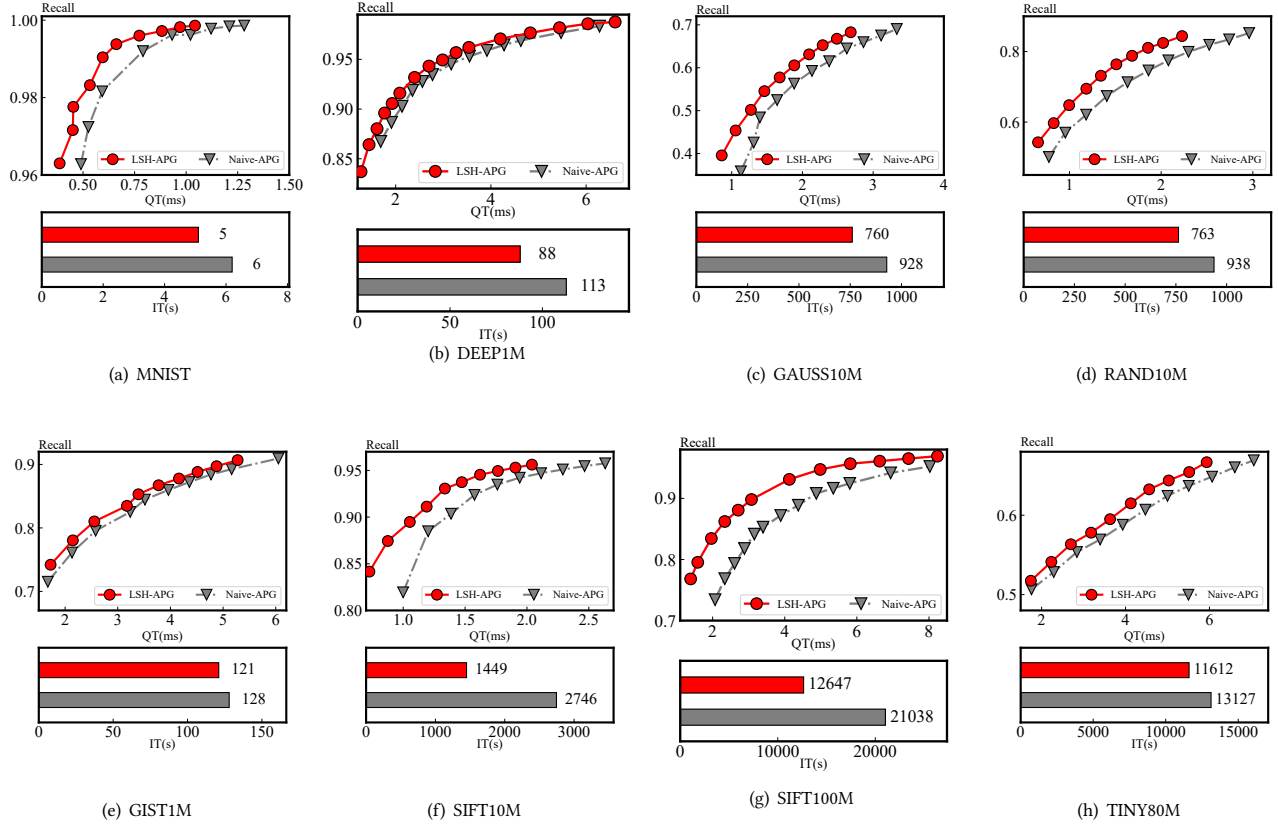 Recall
1.00
0.98
0.96
LSH-APG Naive-APG
0.50 0.75 1.00 1.25 1.50
QT(ms)
5
6
0 2 4 6 8
IT(s)
(a) MNIST
Recall
0.95
0.90
0.85
LSH-APG Naive-APG
2 4 6
QT(ms)
88
113
0 50 100
IT(s)
(b) DEEP1M
Recall
0.7
0.6
0.5
0.4
LSH-APG Naive-APG
1 2 3 4
QT(ms)
760
928
0 250 500 750 1000
IT(s)
(c) GAUSS10M
Recall
0.8
0.6
LSH-APG Naive-APG
1 2 3
QT(ms)
763
938
0 250 500 750 1000
IT(s)
(d) RAND10M
Recall
0.9
0.8
0.7
LSH-APG Naive-APG
2 3 4 5 6
QT(ms)
121
128
0 50 100 150
IT(s)
(e) GIST1M
Recall
0.95
0.90
0.85
0.80
LSH-APG Naive-APG
1.0 1.5 2.0 2.5
QT(ms)
1449
2746
0 1000 2000 3000
IT(s)
(f) SIFT10M
Recall
0.9
0.8
0.7
LSH-APG Naive-APG
2 4 6 8
QT(ms)
12647
21038
0 10000 20000
IT(s)
(g) SIFT100M
Recall
0.6
0.5
LSH-APG Naive-APG
2 4 6
QT(ms)
11612
13127
0 5000 10000 15000
IT(s)
(h) TINY80M